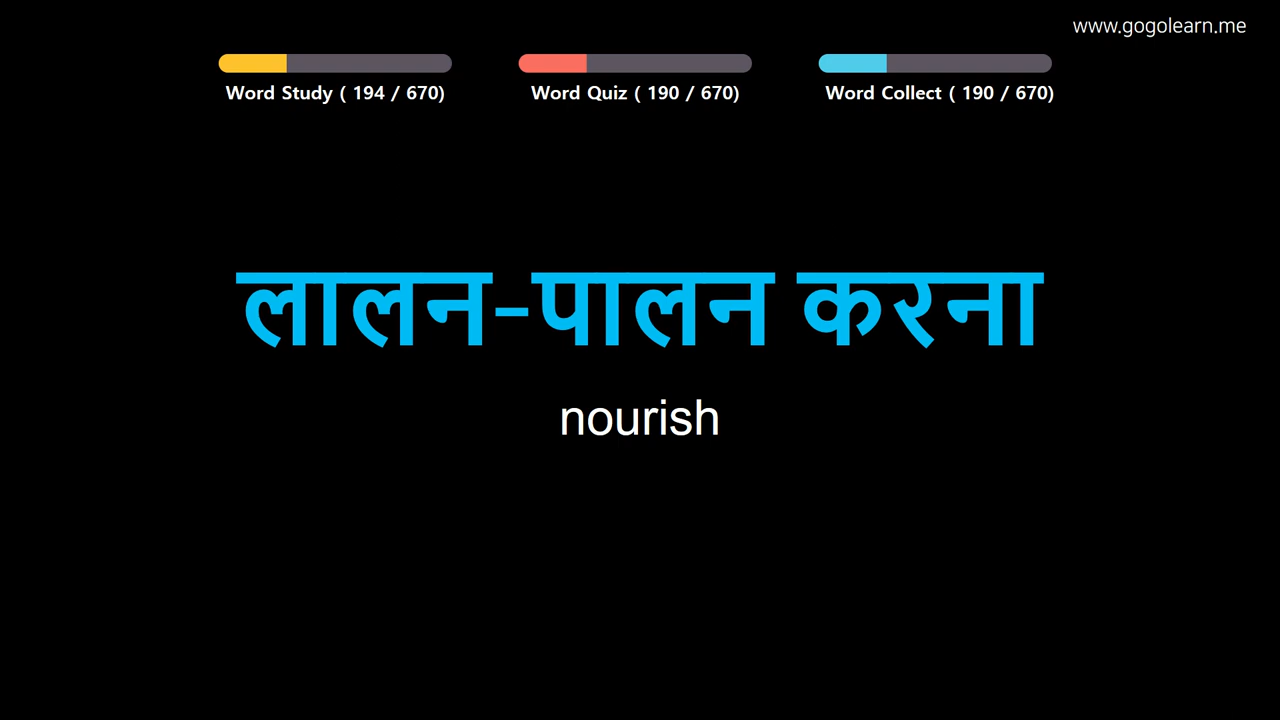 www.gogolearn.me
Word Study ( 194 / 670)
Word Quiz ( 190 / 670)
Word Collect ( 190 / 670)
लालन-पालन करना
nourish